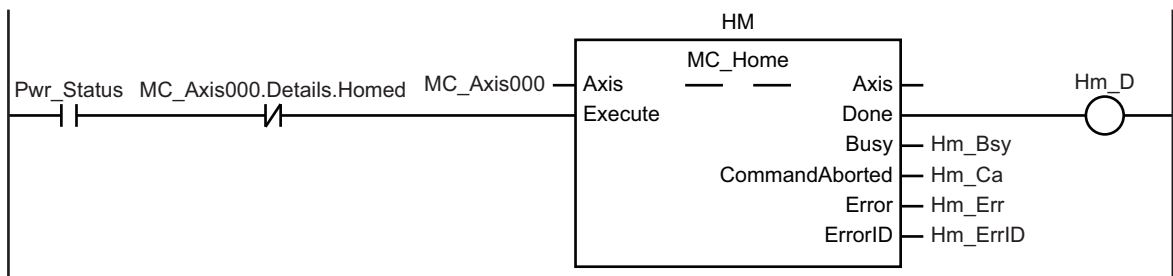 HM
MC_Home
Pwr_Status MC_Axis000.Details.Homed MC_Axis000 Axis Axis Hm_D
Execute Done
Busy Hm_Bsy
CommandAborted Hm_Ca
Error Hm_Err
ErrorID Hm_ErrID